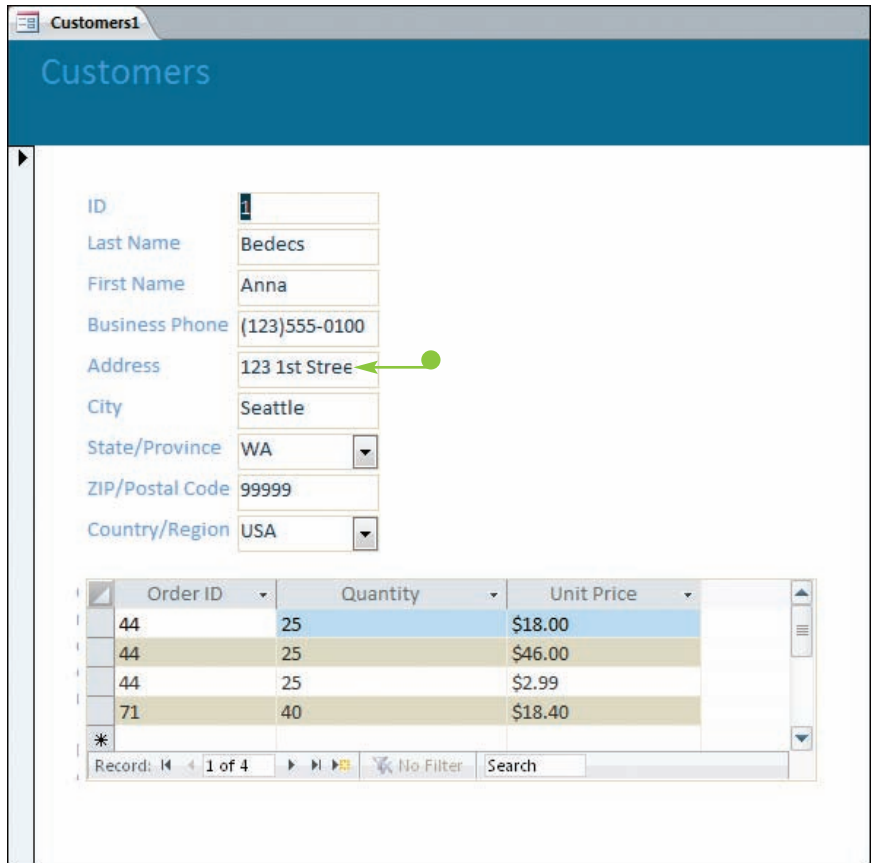 Customers1
Customers
ID 1
Last Name Bedecs
First Name Anna
Business Phone (123)555-0100
Address 123 1st Stree
City Seattle
State/Province WA
ZIP/Postal Code 99999
Country/Region USA
Order ID Quantity Unit Price
44 25 $18.00
44 25 $46.00
44 25 $2.99
71 40 $18.40
Record: 1 of 4 No Filter Search